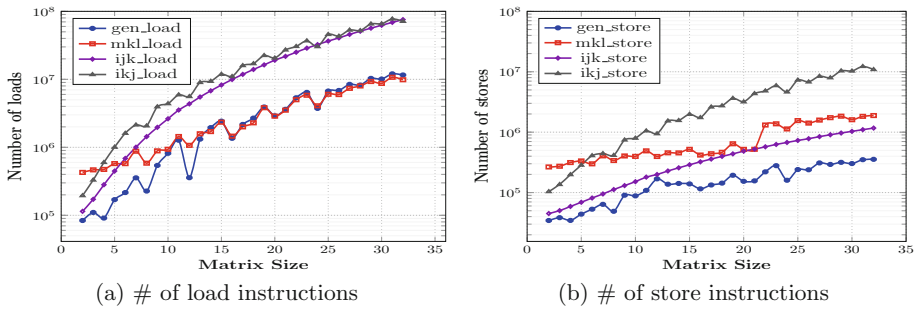 10^8
10^7
10^6
10^5
Number of loads
gen_load
mkl_load
ijk_load
ikj_load
0 5 10 15 20 25 30 35
Matrix Size
(a) # of load instructions
10^8
10^7
10^6
10^5
Number of stores
gen_store
mkl_store
ijk_store
ikj_store
0 5 10 15 20 25 30 35
Matrix Size
(b) # of store instructions